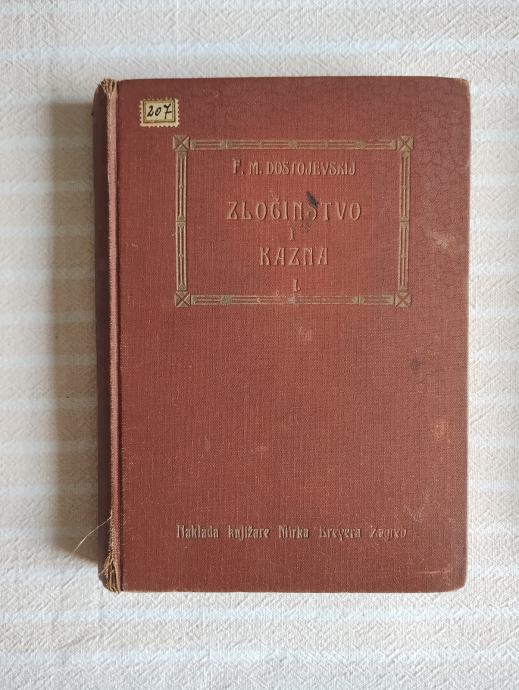 207
F. M. DOSTOJEVSKIJ
ZLOČINSTVO
I
KAZNA
I.
Naklada knjižare Mirka Breyera Zagreb